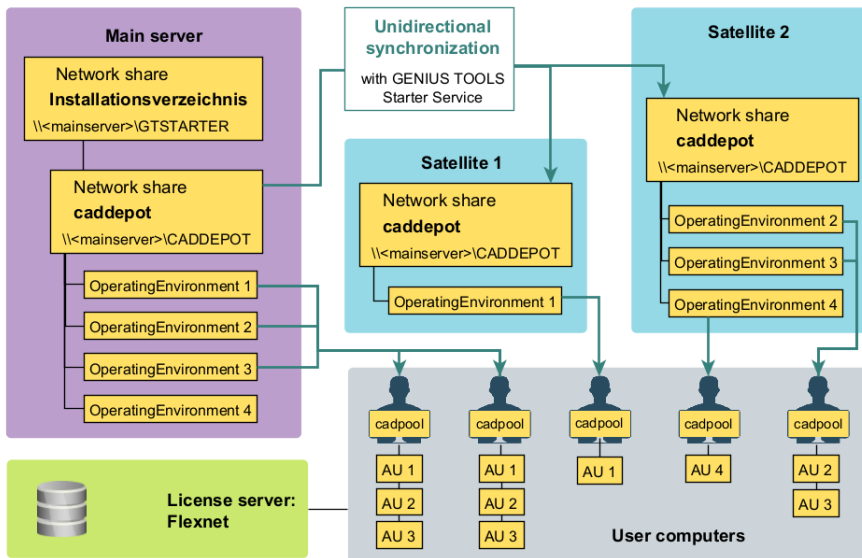 Main server
Network share
Installationsverzeichnis
\\<mainserver>\GTSTARTER
Network share
caddepot
\\<mainserver>\CADDEPOT
OperatingEnvironment 1
OperatingEnvironment 2
OperatingEnvironment 3
OperatingEnvironment 4
Unidirectional
synchronization
with GENIUS TOOLS
Starter Service
Satellite 1
Network share
caddepot
\\<mainserver>\CADDEPOT
OperatingEnvironment 1
Satellite 2
Network share
caddepot
\\<mainserver>\CADDEPOT
OperatingEnvironment 2
OperatingEnvironment 3
OperatingEnvironment 4
cadpool
AU 1
AU 2
AU 3
cadpool
AU 1
AU 2
AU 3
cadpool
AU 1
cadpool
AU 4
cadpool
AU 2
AU 3
User computers
License server:
Flexnet